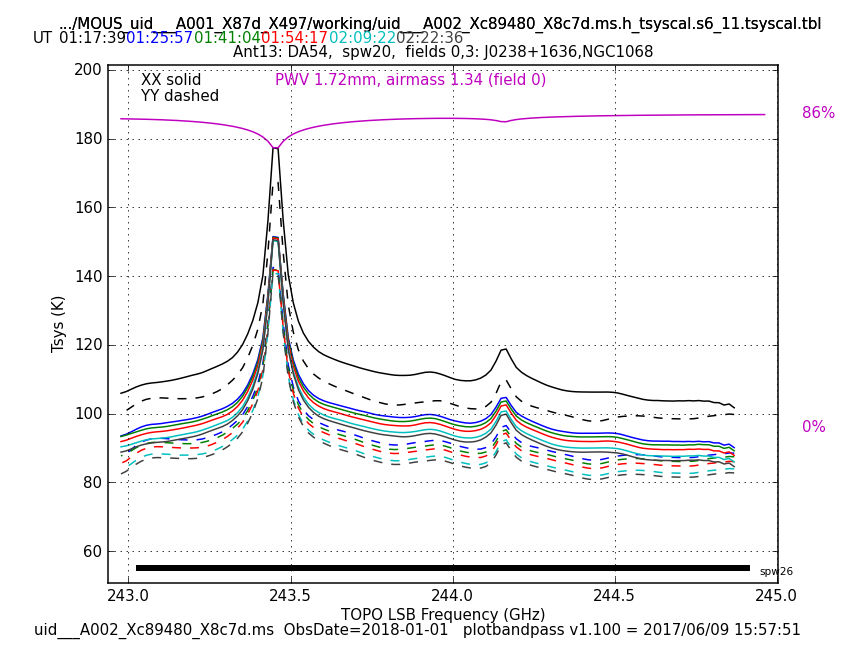 .../MOUS_uid___A001_X87d_X497/working/uid___A002_Xc89480_X8c7d.ms.h_tsyscal.s6_11.tsyscal.tbl
UT 01:17:39 01:25:57 01:41:04 01:54:17 02:09:22 02:22:36
Ant13: DA54,  spw20,  fields 0,3: J0238+1636,NGC1068
XX solid
YY dashed
PWV 1.72mm, airmass 1.34 (field 0)
86%
0%
200
180
160
140
120
100
80
60
Tsys (K)
spw26
243.0 243.5 244.0 244.5 245.0
TOPO LSB Frequency (GHz)
uid___A002_Xc89480_X8c7d.ms  ObsDate=2018-01-01  plotbandpass v1.100 = 2017/06/09 15:57:51